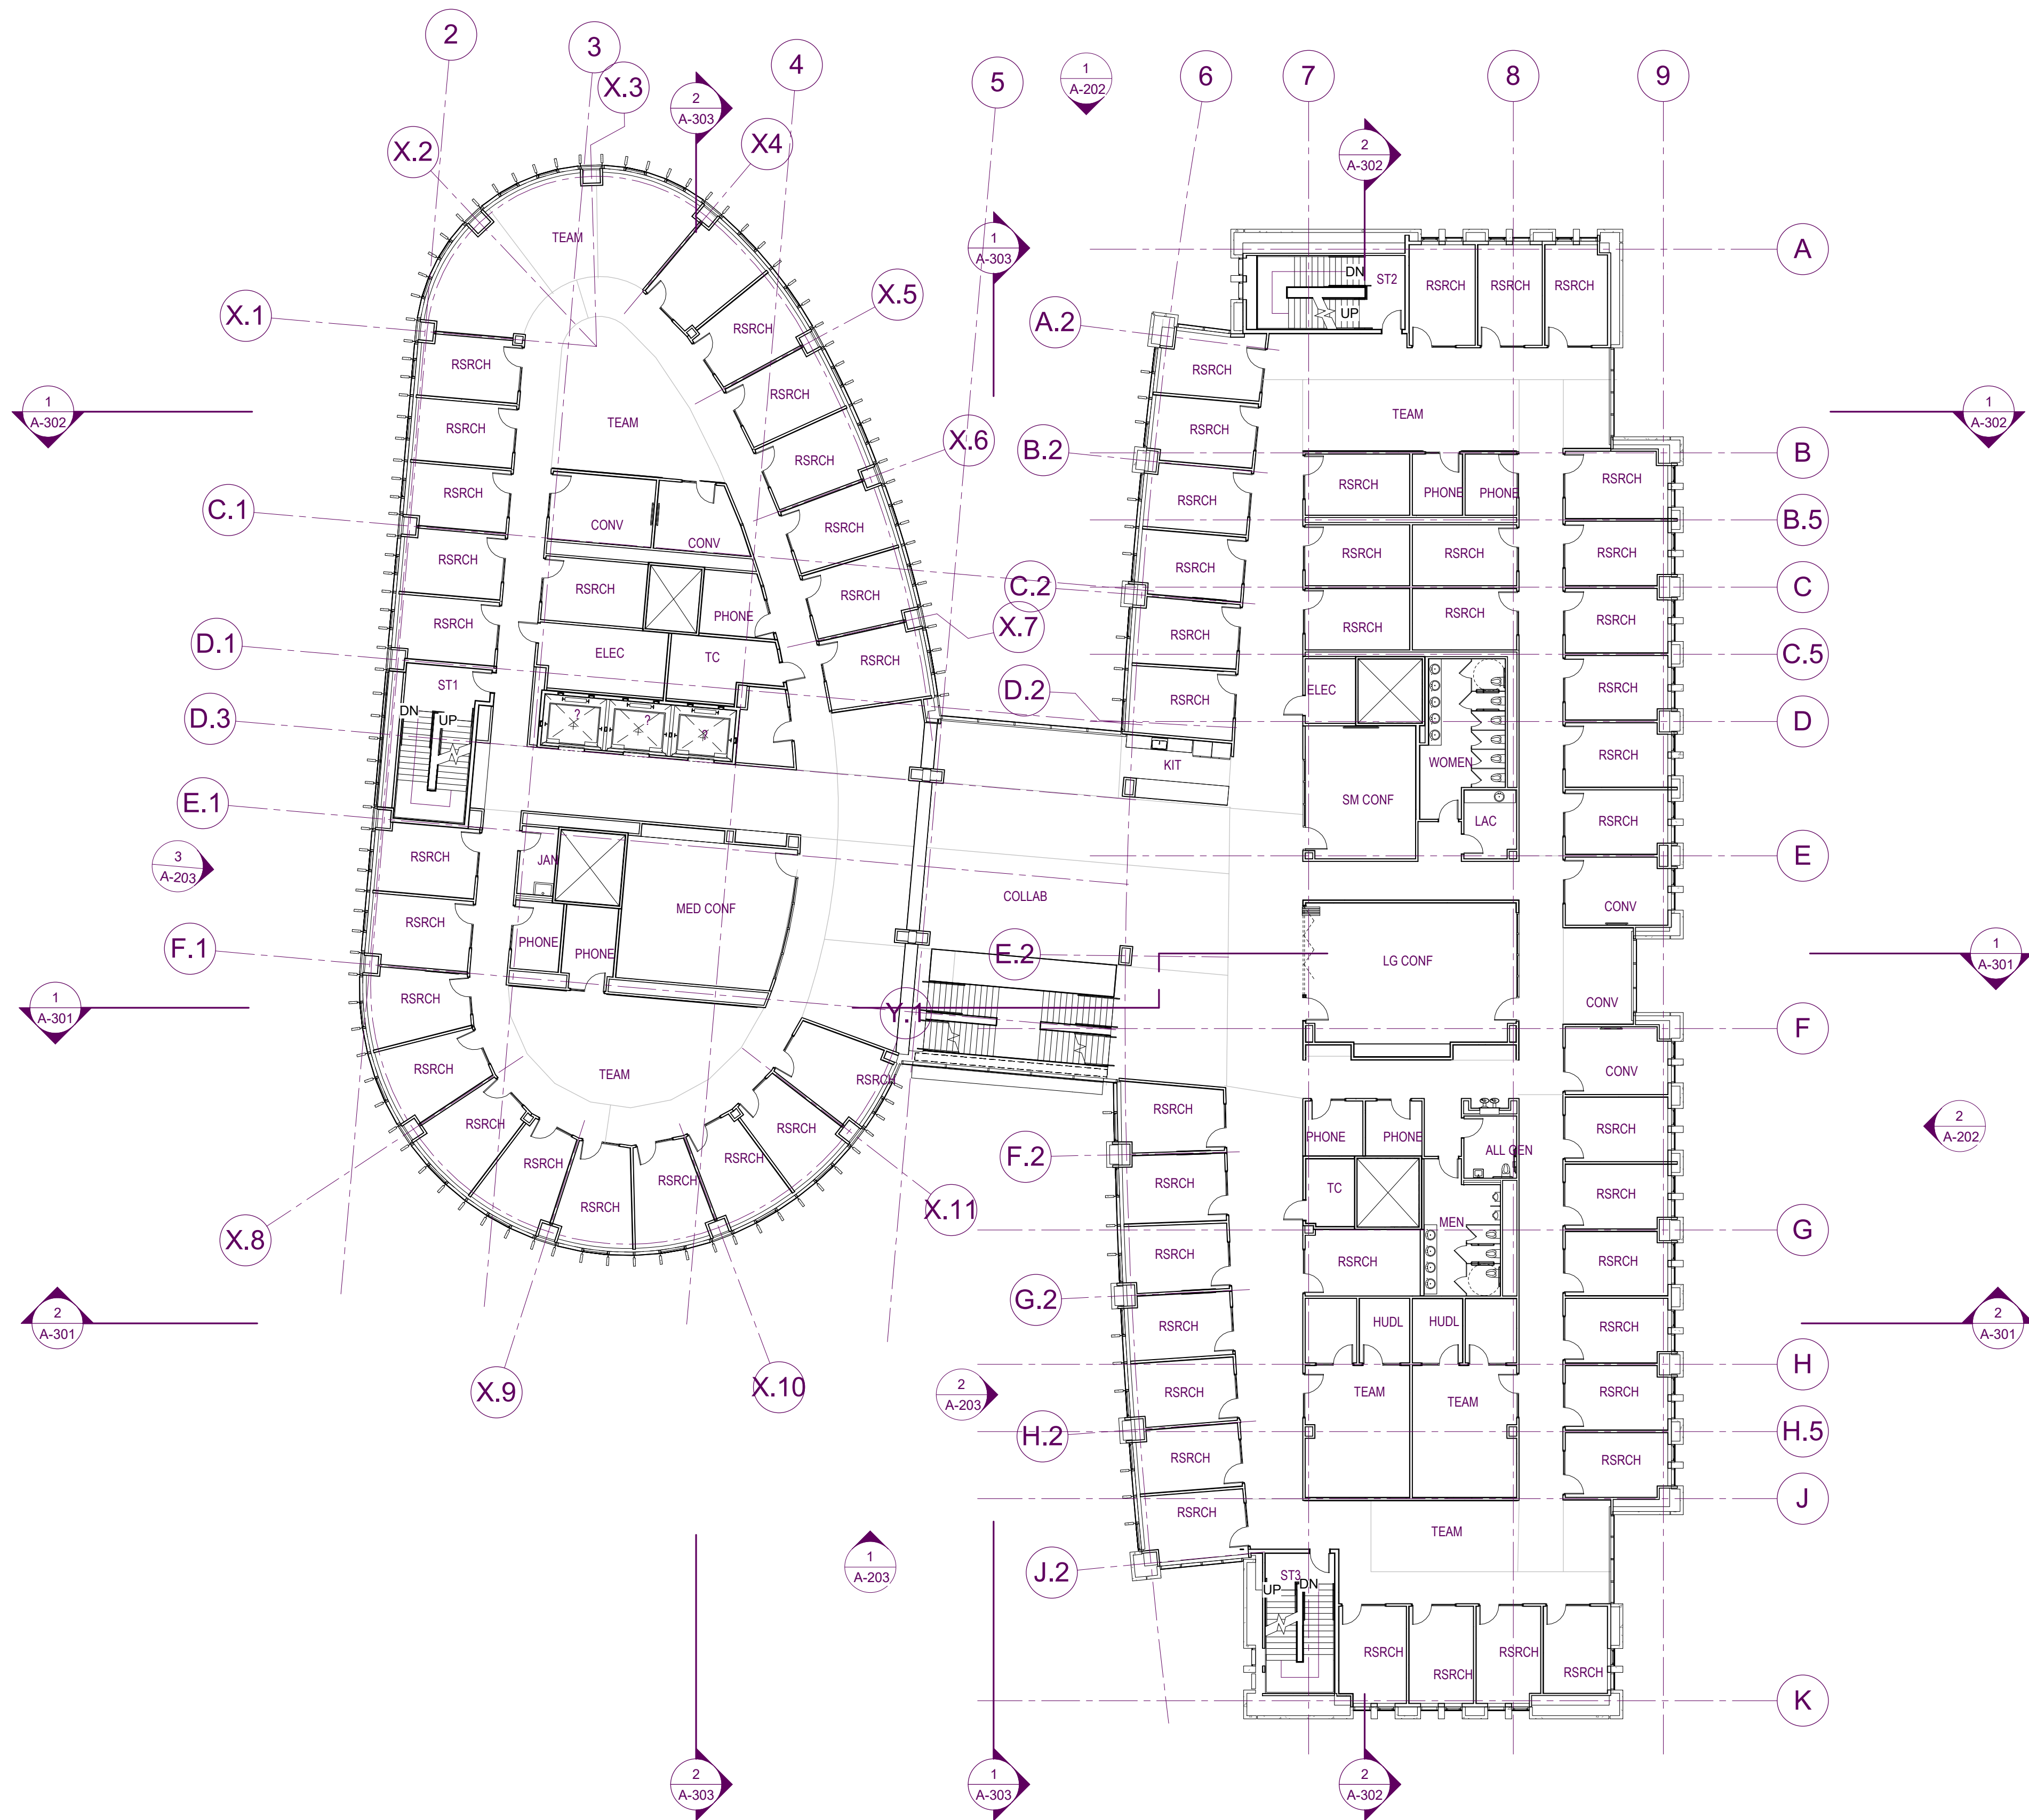 2
3
X.3
4
5
6
7
8
9
1
A-202
2
A-303
X.2
X4
2
A-302
TEAM
1
A-303
A
DN
ST2
UP
RSRCH
RSRCH
RSRCH
X.5
X.1
A.2
RSRCH
RSRCH
RSRCH
1
A-302
RSRCH
RSRCH
TEAM
RSRCH
TEAM
1
A-302
X.6
B.2
B
RSRCH
RSRCH
RSRCH
RSRCH
PHONE
PHONE
RSRCH
C.1
CONV
CONV
RSRCH
B.5
RSRCH
RSRCH
RSRCH
RSRCH
RSRCH
RSRCH
C.2
C
PHONE
RSRCH
RSRCH
X.7
RSRCH
RSRCH
RSRCH
RSRCH
D.1
ELEC
TC
RSRCH
C.5
ST1
D.2
RSRCH
ELEC
RSRCH
D.3
DN
UP
?
?
?
D
KIT
WOMEN
RSRCH
E.1
SM CONF
LAC
RSRCH
3
A-203
RSRCH
JAN
E
MED CONF
COLLAB
CONV
RSRCH
F.1
PHONE
PHONE
E.2
LG CONF
1
A-301
1
A-301
RSRCH
Y.1
CONV
F
RSRCH
TEAM
RSRCH
CONV
RSRCH
RSRCH
RSRCH
PHONE
PHONE
ALL GEN
RSRCH
2
A-202
RSRCH
RSRCH
F.2
RSRCH
RSRCH
RSRCH
TC
RSRCH
X.8
X.11
MEN
G
RSRCH
RSRCH
RSRCH
2
A-301
G.2
RSRCH
HUDL
HUDL
RSRCH
2
A-301
X.9
X.10
2
A-203
RSRCH
TEAM
TEAM
RSRCH
H
H.2
RSRCH
RSRCH
H.5
RSRCH
TEAM
J
1
A-203
J.2
ST3
UP
DN
RSRCH
RSRCH
RSRCH
RSRCH
K
2
A-303
1
A-303
2
A-302